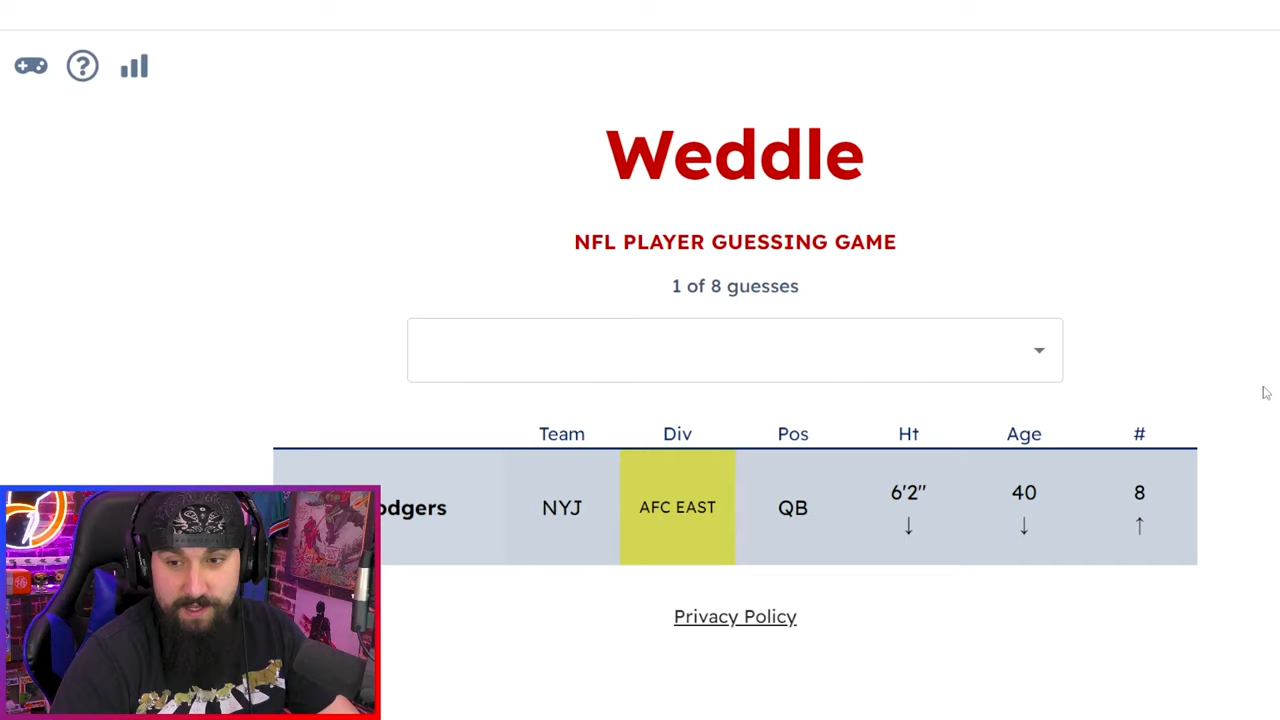 Weddle
NFL PLAYER GUESSING GAME
1 of 8 guesses
Team Div Pos Ht Age #
odgers NYJ AFC EAST QB 6'2" ↓ 40 ↓ 8 ↑
Privacy Policy